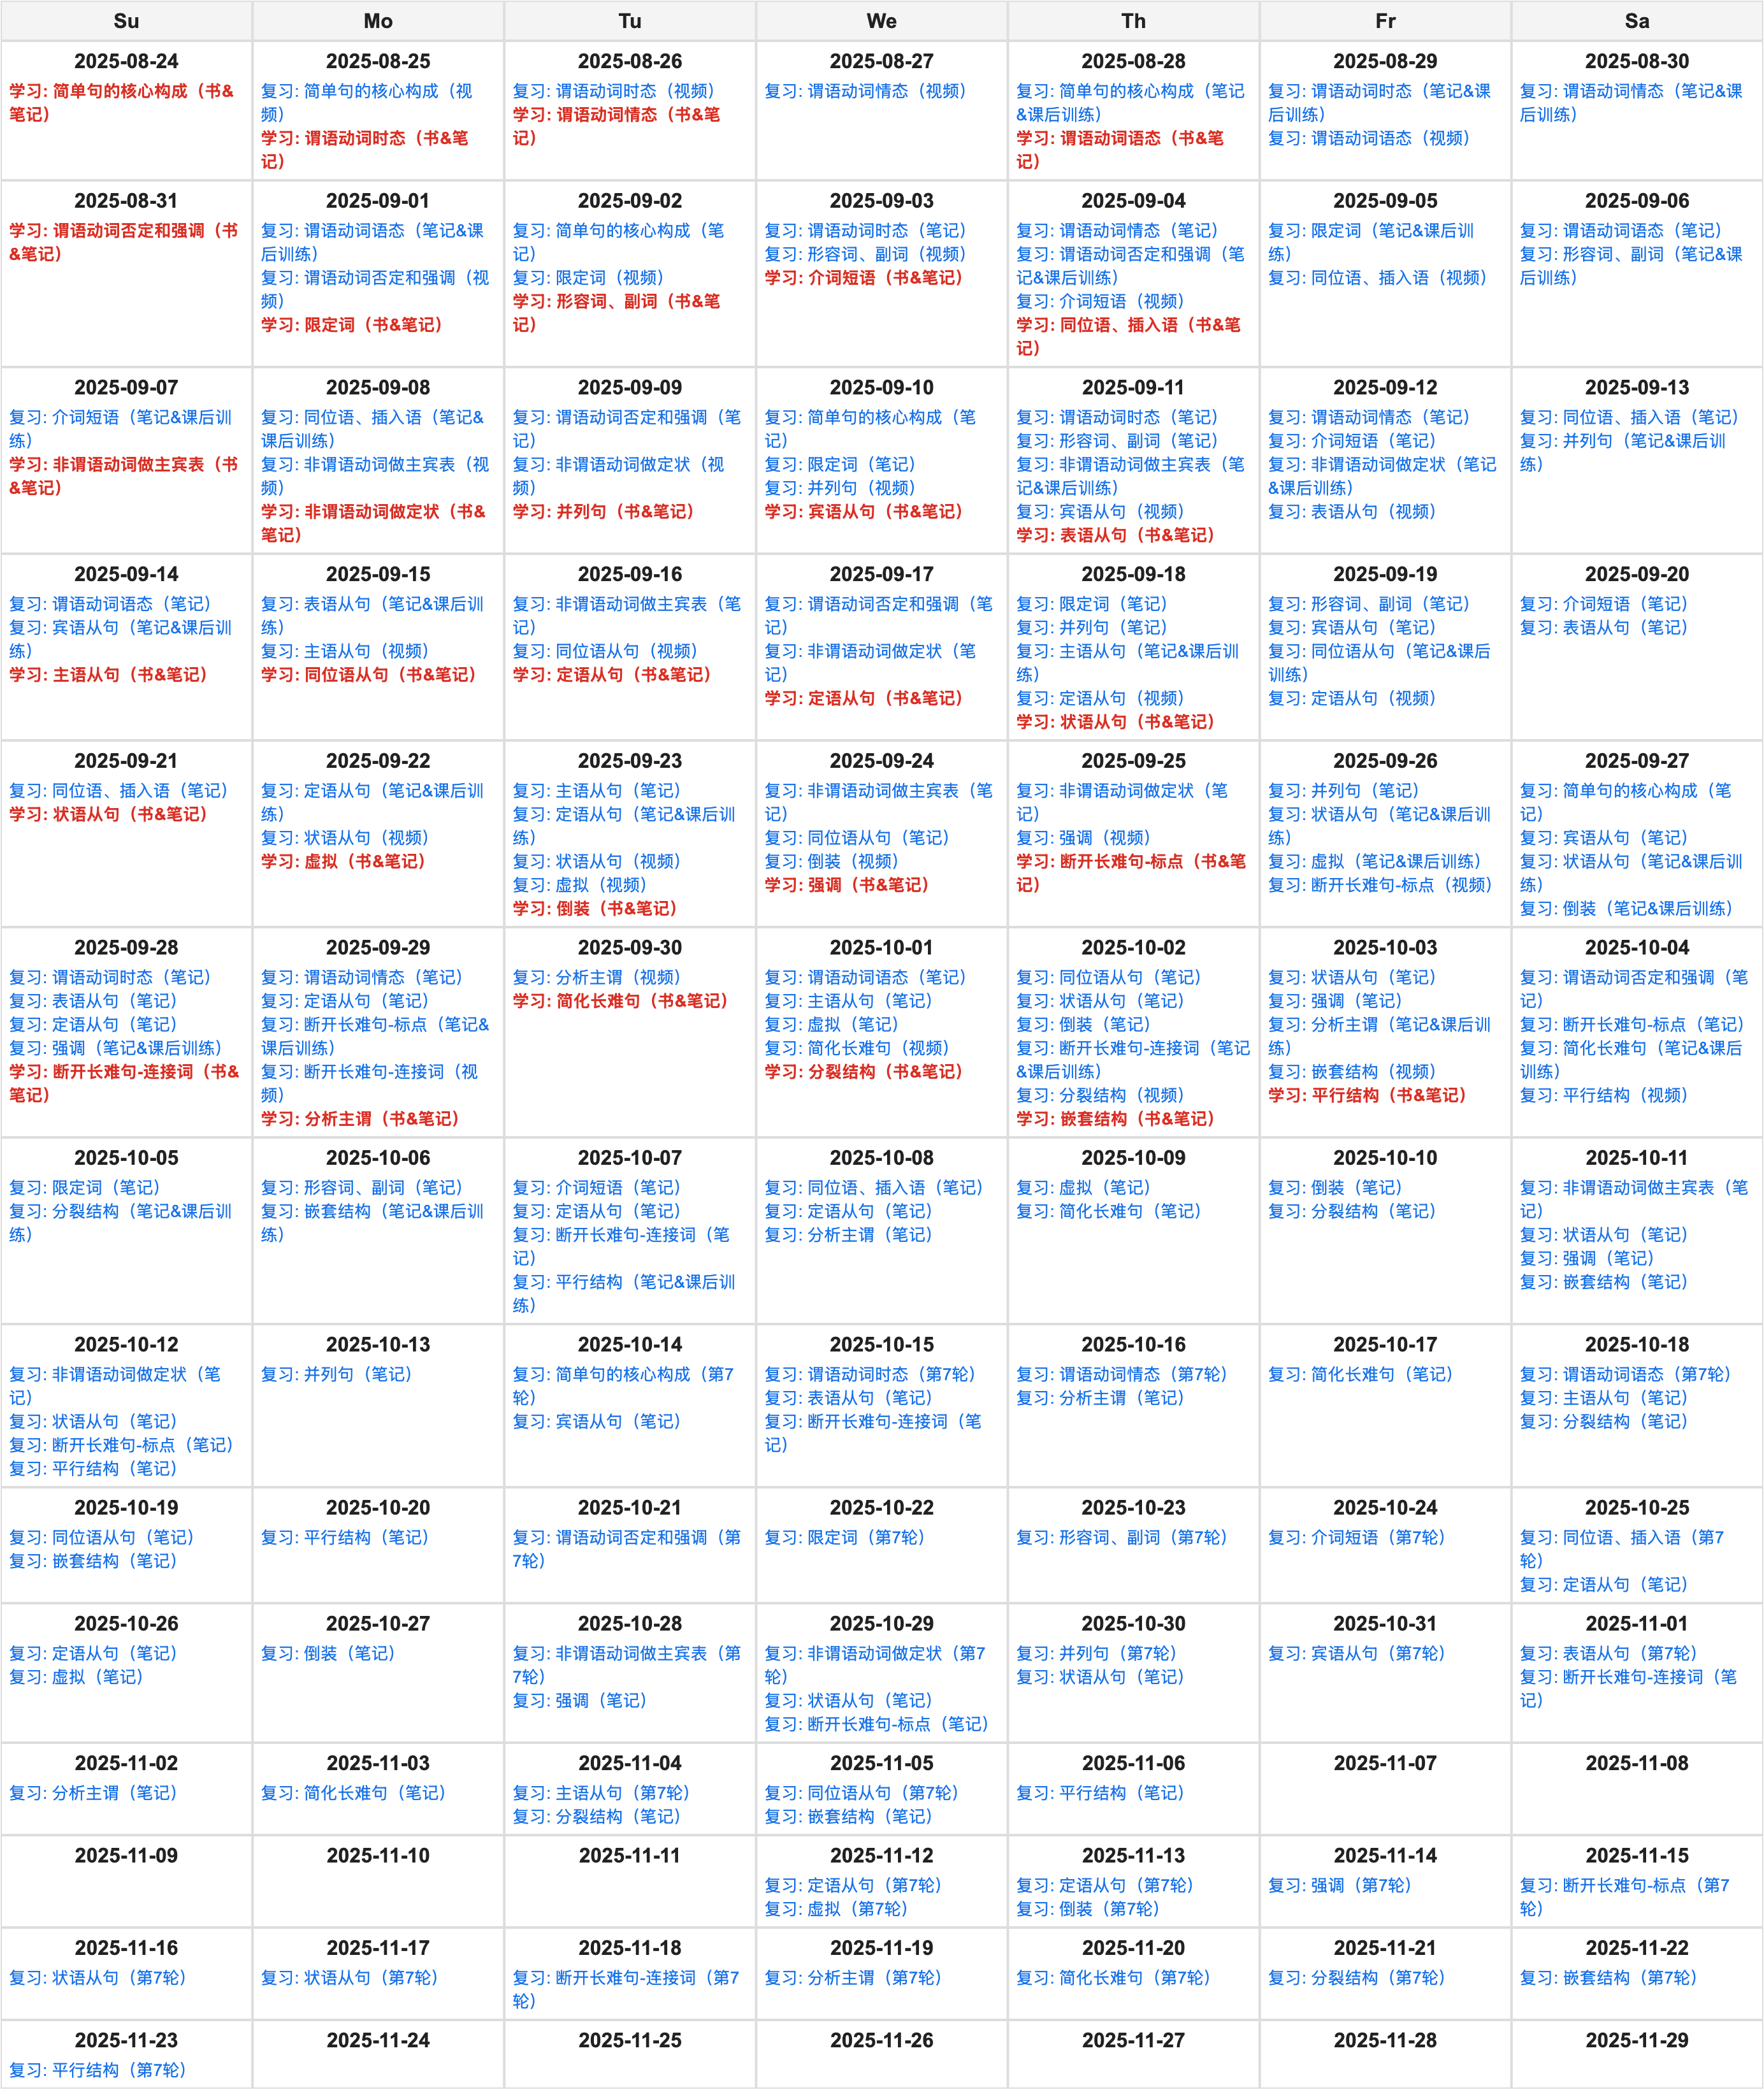 Su Mo Tu We Th Fr Sa
2025-08-24
学习: 简单句的核心构成（书&
笔记）
2025-08-25
复习: 简单句的核心构成（视
频）
学习: 谓语动词时态（书&笔
记）
2025-08-26
复习: 谓语动词时态（视频）
学习: 谓语动词情态（书&笔
记）
2025-08-27
复习: 谓语动词情态（视频）
2025-08-28
复习: 简单句的核心构成（笔记
&课后训练）
学习: 谓语动词语态（书&笔
记）
2025-08-29
复习: 谓语动词时态（笔记&课
后训练）
复习: 谓语动词语态（视频）
2025-08-30
复习: 谓语动词情态（笔记&课
后训练）
2025-08-31
学习: 谓语动词否定和强调（书
&笔记）
2025-09-01
复习: 谓语动词语态（笔记&课
后训练）
复习: 谓语动词否定和强调（视
频）
学习: 限定词（书&笔记）
2025-09-02
复习: 简单句的核心构成（笔
记）
复习: 限定词（视频）
学习: 形容词、副词（书&笔
记）
2025-09-03
复习: 谓语动词时态（笔记）
复习: 形容词、副词（视频）
学习: 介词短语（书&笔记）
2025-09-04
复习: 谓语动词情态（笔记）
复习: 谓语动词否定和强调（笔
记&课后训练）
复习: 介词短语（视频）
学习: 同位语、插入语（书&笔
记）
2025-09-05
复习: 限定词（笔记&课后训
练）
复习: 同位语、插入语（视频）
2025-09-06
复习: 谓语动词语态（笔记）
复习: 形容词、副词（笔记&课
后训练）
2025-09-07
复习: 介词短语（笔记&课后训
练）
学习: 非谓语动词做主宾表（书
&笔记）
2025-09-08
复习: 同位语、插入语（笔记&
课后训练）
复习: 非谓语动词做主宾表（视
频）
学习: 非谓语动词做定状（书&
笔记）
2025-09-09
复习: 谓语动词否定和强调（笔
记）
复习: 非谓语动词做定状（视
频）
学习: 并列句（书&笔记）
2025-09-10
复习: 简单句的核心构成（笔
记）
复习: 限定词（笔记）
复习: 并列句（视频）
学习: 宾语从句（书&笔记）
2025-09-11
复习: 谓语动词时态（笔记）
复习: 形容词、副词（笔记）
复习: 非谓语动词做主宾表（笔
记&课后训练）
复习: 宾语从句（视频）
学习: 表语从句（书&笔记）
2025-09-12
复习: 谓语动词情态（笔记）
复习: 介词短语（笔记）
复习: 非谓语动词做定状（笔记
&课后训练）
复习: 表语从句（视频）
2025-09-13
复习: 同位语、插入语（笔记）
复习: 并列句（笔记&课后训
练）
2025-09-14
复习: 谓语动词语态（笔记）
复习: 宾语从句（笔记&课后训
练）
学习: 主语从句（书&笔记）
2025-09-15
复习: 表语从句（笔记&课后训
练）
复习: 主语从句（视频）
学习: 同位语从句（书&笔记）
2025-09-16
复习: 非谓语动词做主宾表（笔
记）
复习: 同位语从句（视频）
学习: 定语从句（书&笔记）
2025-09-17
复习: 谓语动词否定和强调（笔
记）
复习: 非谓语动词做定状（笔
记）
学习: 定语从句（书&笔记）
2025-09-18
复习: 限定词（笔记）
复习: 并列句（笔记）
复习: 主语从句（笔记&课后训
练）
复习: 定语从句（视频）
学习: 状语从句（书&笔记）
2025-09-19
复习: 形容词、副词（笔记）
复习: 宾语从句（笔记）
复习: 同位语从句（笔记&课后
训练）
复习: 定语从句（视频）
2025-09-20
复习: 介词短语（笔记）
复习: 表语从句（笔记）
2025-09-21
复习: 同位语、插入语（笔记）
学习: 状语从句（书&笔记）
2025-09-22
复习: 定语从句（笔记&课后训
练）
复习: 状语从句（视频）
学习: 虚拟（书&笔记）
2025-09-23
复习: 主语从句（笔记）
复习: 定语从句（笔记&课后训
练）
复习: 状语从句（视频）
复习: 虚拟（视频）
学习: 倒装（书&笔记）
2025-09-24
复习: 非谓语动词做主宾表（笔
记）
复习: 同位语从句（笔记）
复习: 倒装（视频）
学习: 强调（书&笔记）
2025-09-25
复习: 非谓语动词做定状（笔
记）
复习: 强调（视频）
学习: 断开长难句-标点（书&笔
记）
2025-09-26
复习: 并列句（笔记）
复习: 状语从句（笔记&课后训
练）
复习: 虚拟（笔记&课后训练）
复习: 断开长难句-标点（视频）
2025-09-27
复习: 简单句的核心构成（笔
记）
复习: 宾语从句（笔记）
复习: 状语从句（笔记&课后训
练）
复习: 倒装（笔记&课后训练）
2025-09-28
复习: 谓语动词时态（笔记）
复习: 表语从句（笔记）
复习: 定语从句（笔记）
复习: 强调（笔记&课后训练）
学习: 断开长难句-连接词（书&
笔记）
2025-09-29
复习: 谓语动词情态（笔记）
复习: 定语从句（笔记）
复习: 断开长难句-标点（笔记&
课后训练）
复习: 断开长难句-连接词（视
频）
学习: 分析主谓（书&笔记）
2025-09-30
复习: 分析主谓（视频）
学习: 简化长难句（书&笔记）
2025-10-01
复习: 谓语动词语态（笔记）
复习: 主语从句（笔记）
复习: 虚拟（笔记）
复习: 简化长难句（视频）
学习: 分裂结构（书&笔记）
2025-10-02
复习: 同位语从句（笔记）
复习: 状语从句（笔记）
复习: 倒装（笔记）
复习: 断开长难句-连接词（笔记
&课后训练）
复习: 分裂结构（视频）
学习: 嵌套结构（书&笔记）
2025-10-03
复习: 状语从句（笔记）
复习: 强调（笔记）
复习: 分析主谓（笔记&课后训
练）
复习: 嵌套结构（视频）
学习: 平行结构（书&笔记）
2025-10-04
复习: 谓语动词否定和强调（笔
记）
复习: 断开长难句-标点（笔记）
复习: 简化长难句（笔记&课后
训练）
复习: 平行结构（视频）
2025-10-05
复习: 限定词（笔记）
复习: 分裂结构（笔记&课后训
练）
2025-10-06
复习: 形容词、副词（笔记）
复习: 嵌套结构（笔记&课后训
练）
2025-10-07
复习: 介词短语（笔记）
复习: 定语从句（笔记）
复习: 断开长难句-连接词（笔
记）
复习: 平行结构（笔记&课后训
练）
2025-10-08
复习: 同位语、插入语（笔记）
复习: 定语从句（笔记）
复习: 分析主谓（笔记）
2025-10-09
复习: 虚拟（笔记）
复习: 简化长难句（笔记）
2025-10-10
复习: 倒装（笔记）
复习: 分裂结构（笔记）
2025-10-11
复习: 非谓语动词做主宾表（笔
记）
复习: 状语从句（笔记）
复习: 强调（笔记）
复习: 嵌套结构（笔记）
2025-10-12
复习: 非谓语动词做定状（笔
记）
复习: 状语从句（笔记）
复习: 断开长难句-标点（笔记）
复习: 平行结构（笔记）
2025-10-13
复习: 并列句（笔记）
2025-10-14
复习: 简单句的核心构成（第7
轮）
复习: 宾语从句（笔记）
2025-10-15
复习: 谓语动词时态（第7轮）
复习: 表语从句（笔记）
复习: 断开长难句-连接词（笔
记）
2025-10-16
复习: 谓语动词情态（第7轮）
复习: 分析主谓（笔记）
2025-10-17
复习: 简化长难句（笔记）
2025-10-18
复习: 谓语动词语态（第7轮）
复习: 主语从句（笔记）
复习: 分裂结构（笔记）
2025-10-19
复习: 同位语从句（笔记）
复习: 嵌套结构（笔记）
2025-10-20
复习: 平行结构（笔记）
2025-10-21
复习: 谓语动词否定和强调（第
7轮）
2025-10-22
复习: 限定词（第7轮）
2025-10-23
复习: 形容词、副词（第7轮）
2025-10-24
复习: 介词短语（第7轮）
2025-10-25
复习: 同位语、插入语（第7
轮）
复习: 定语从句（笔记）
2025-10-26
复习: 定语从句（笔记）
复习: 虚拟（笔记）
2025-10-27
复习: 倒装（笔记）
2025-10-28
复习: 非谓语动词做主宾表（第
7轮）
复习: 强调（笔记）
2025-10-29
复习: 非谓语动词做定状（第7
轮）
复习: 状语从句（笔记）
复习: 断开长难句-标点（笔记）
2025-10-30
复习: 并列句（第7轮）
复习: 状语从句（笔记）
2025-10-31
复习: 宾语从句（第7轮）
2025-11-01
复习: 表语从句（第7轮）
复习: 断开长难句-连接词（笔
记）
2025-11-02
复习: 分析主谓（笔记）
2025-11-03
复习: 简化长难句（笔记）
2025-11-04
复习: 主语从句（第7轮）
复习: 分裂结构（笔记）
2025-11-05
复习: 同位语从句（第7轮）
复习: 嵌套结构（笔记）
2025-11-06
复习: 平行结构（笔记）
2025-11-07
2025-11-08
2025-11-09
2025-11-10
2025-11-11
2025-11-12
复习: 定语从句（第7轮）
复习: 虚拟（第7轮）
2025-11-13
复习: 定语从句（第7轮）
复习: 倒装（第7轮）
2025-11-14
复习: 强调（第7轮）
2025-11-15
复习: 断开长难句-标点（第7
轮）
2025-11-16
复习: 状语从句（第7轮）
2025-11-17
复习: 状语从句（第7轮）
2025-11-18
复习: 断开长难句-连接词（第7
轮）
2025-11-19
复习: 分析主谓（第7轮）
2025-11-20
复习: 简化长难句（第7轮）
2025-11-21
复习: 分裂结构（第7轮）
2025-11-22
复习: 嵌套结构（第7轮）
2025-11-23
复习: 平行结构（第7轮）
2025-11-24
2025-11-25
2025-11-26
2025-11-27
2025-11-28
2025-11-29